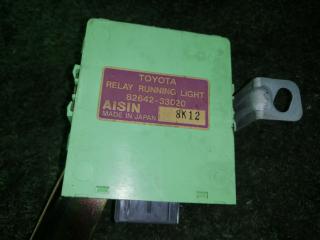 TOYOTA
RELAY RUNNING LIGHT
82642-33020
AISIN
MADE IN JAPAN 8K12